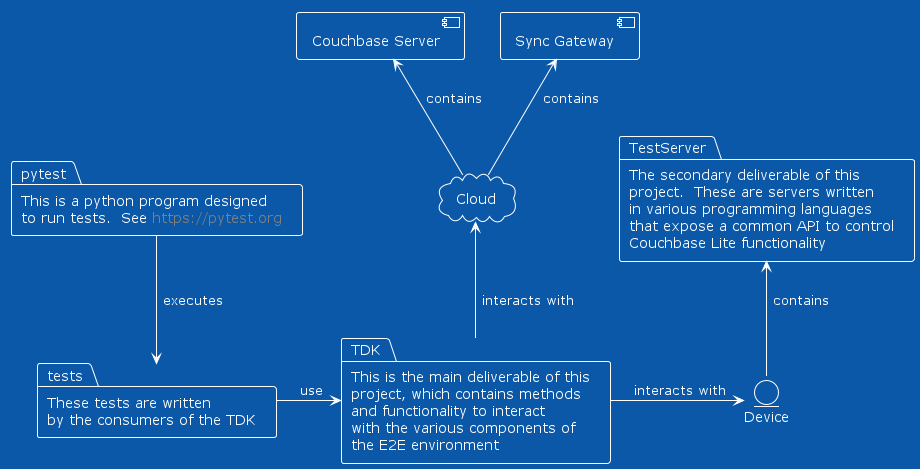 Couchbase Server
Sync Gateway
contains
contains
TestServer
The secondary deliverable of this
project.  These are servers written
in various programming languages
that expose a common API to control
Couchbase Lite functionality
pytest
This is a python program designed
to run tests.  See https://pytest.org
Cloud
executes
interacts with
contains
TDK
This is the main deliverable of this
project, which contains methods
and functionality to interact
with the various components of
the E2E environment
tests
These tests are written
by the consumers of the TDK
use
interacts with
Device